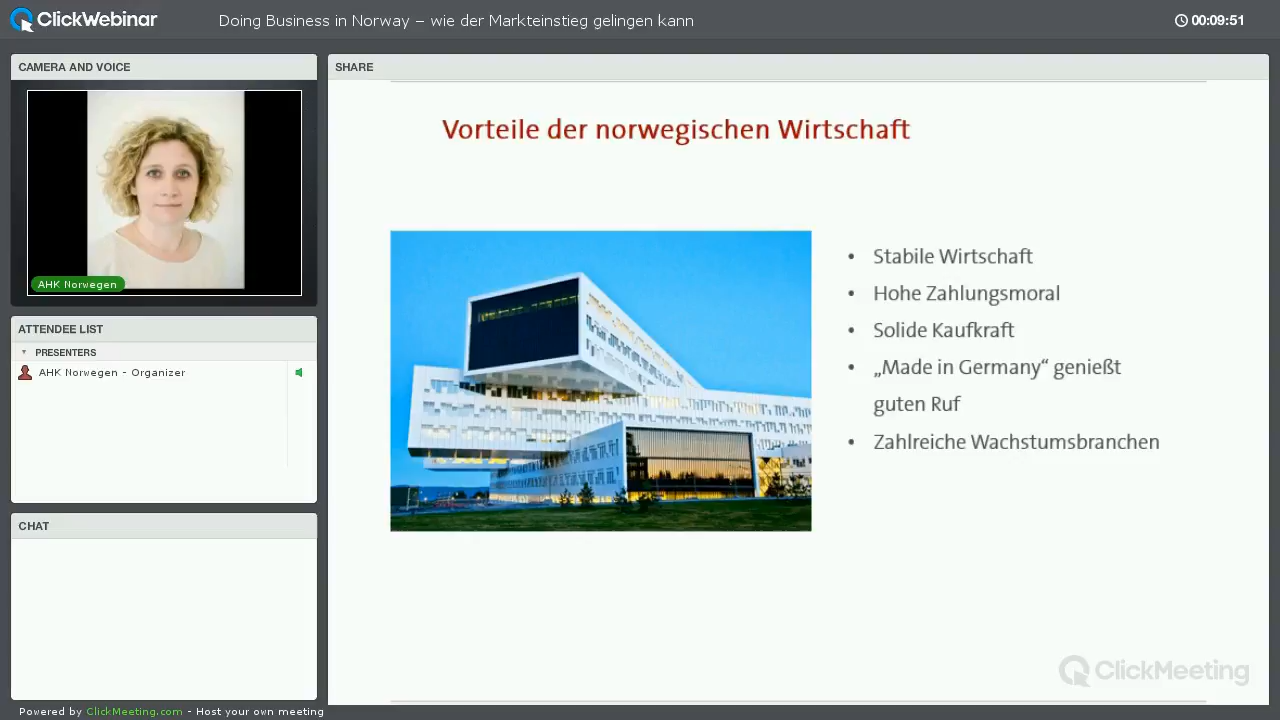 ClickWebinar
Doing Business in Norway – wie der Markteinstieg gelingen kann
00:09:51
CAMERA AND VOICE
AHK Norwegen
ATTENDEE LIST
PRESENTERS
AHK Norwegen - Organizer
CHAT
Powered by ClickMeeting.com - Host your own meeting
SHARE
Vorteile der norwegischen Wirtschaft
• Stabile Wirtschaft
• Hohe Zahlungsmoral
• Solide Kaufkraft
• „Made in Germany“ genießt
guten Ruf
• Zahlreiche Wachstumsbranchen
ClickMeeting